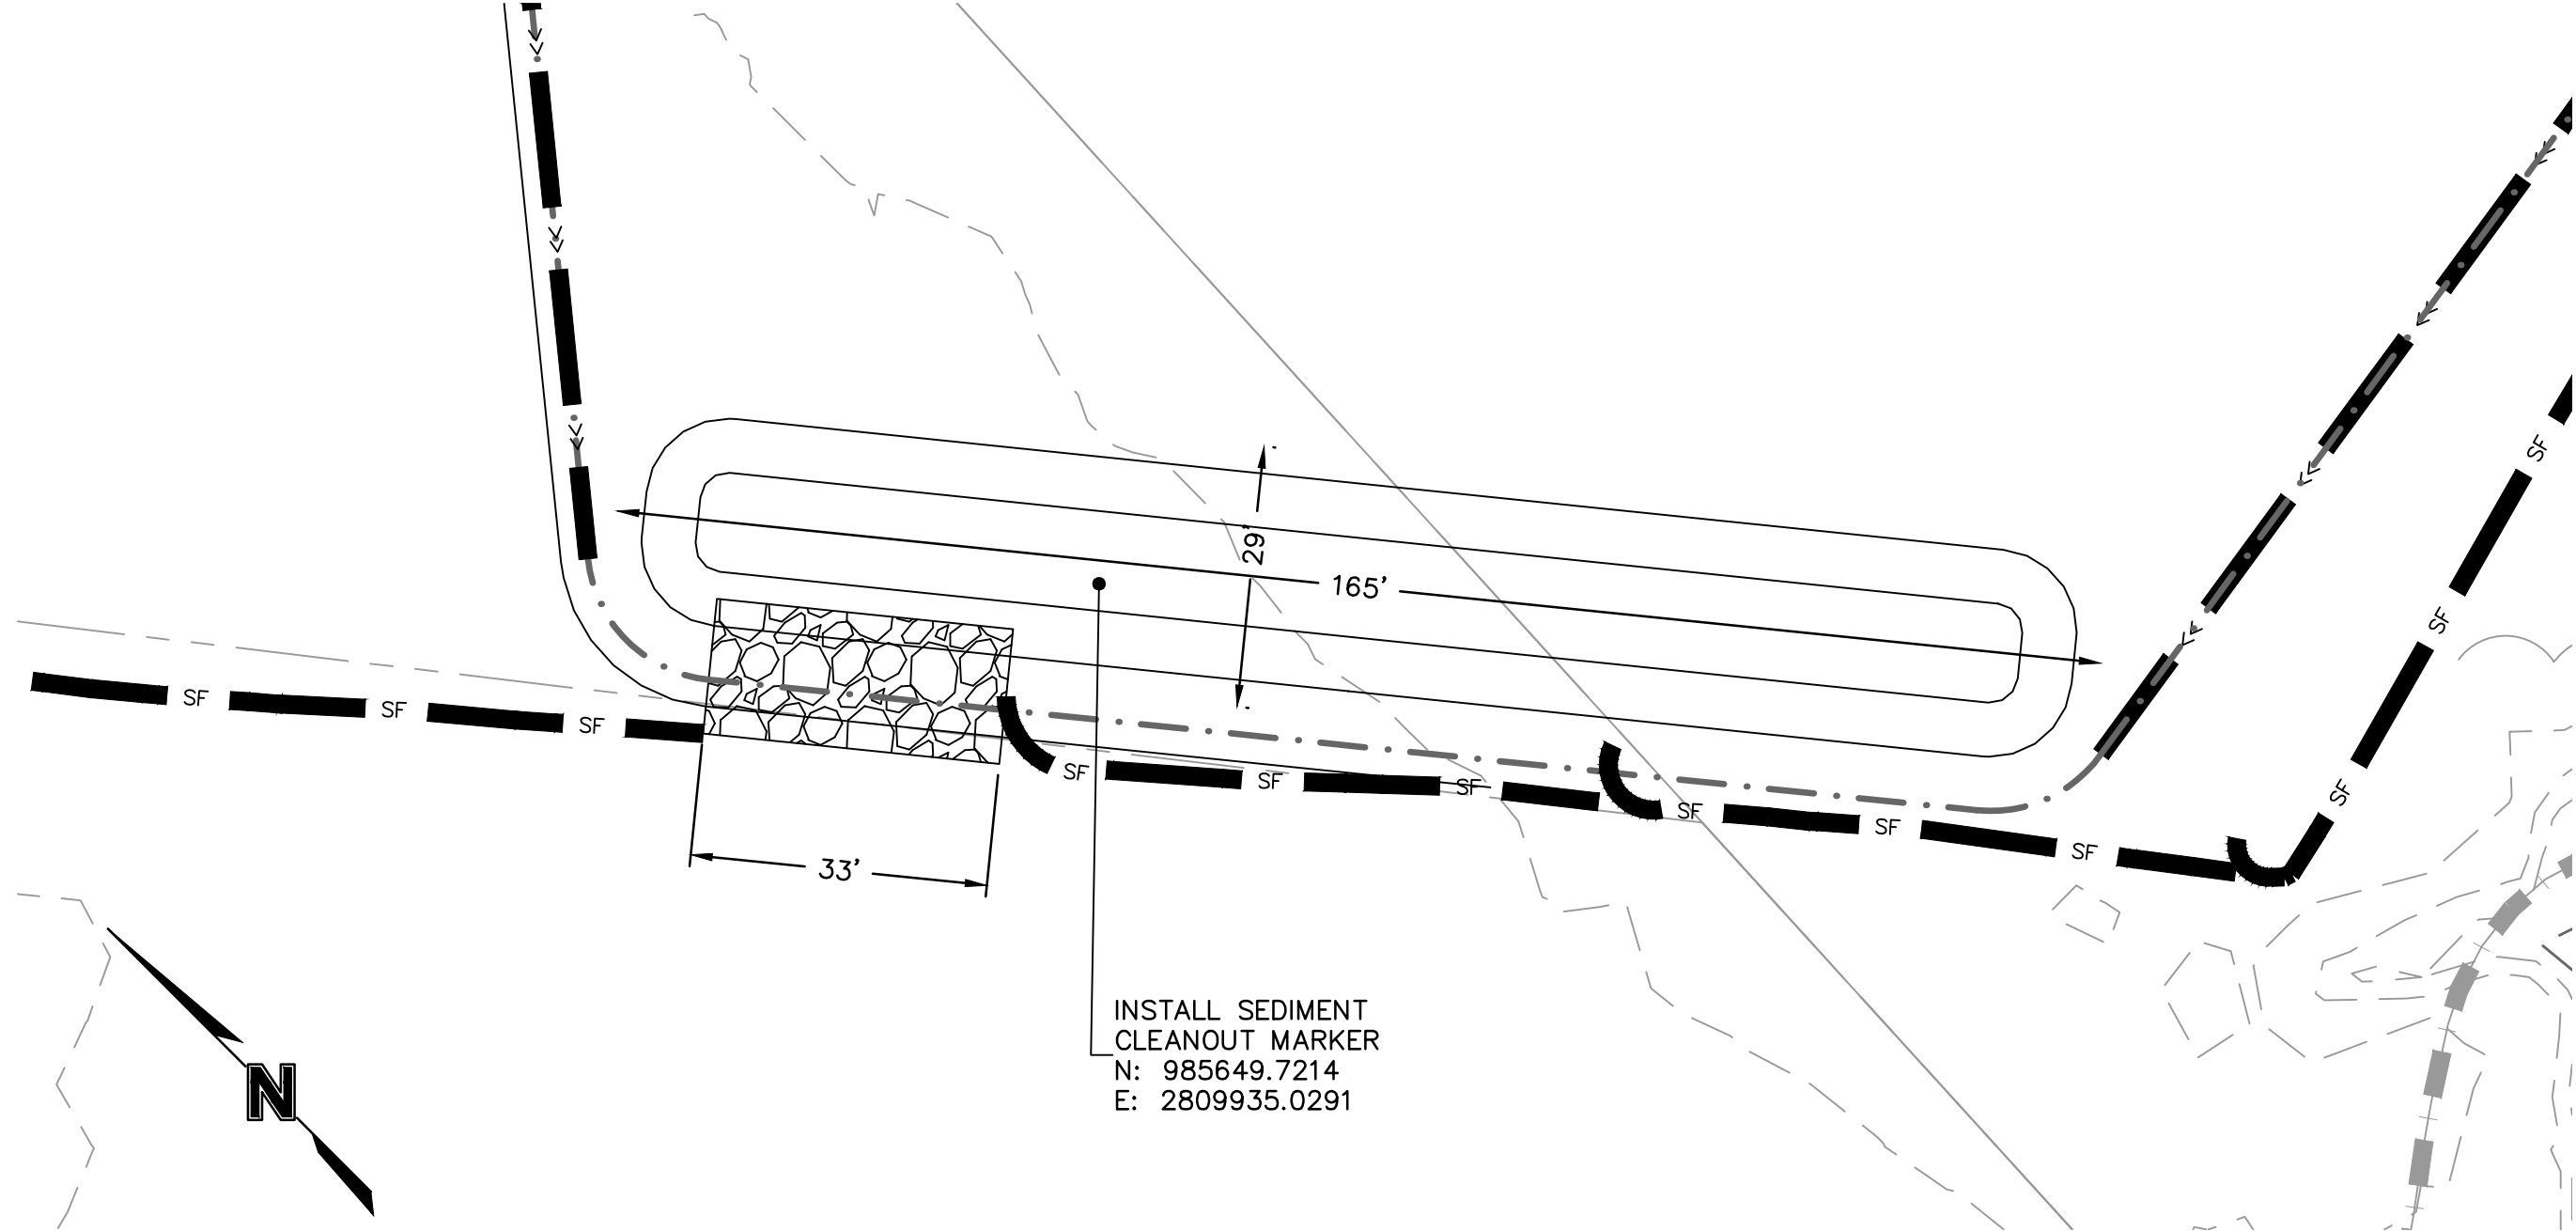 SF
SF
29'
165'
SF
SF
SF
SF
SF
SF
SF
SF
SF
SF
SF
33'
INSTALL SEDIMENT
CLEANOUT MARKER
N: 985649.7214
E: 2809935.0291
N